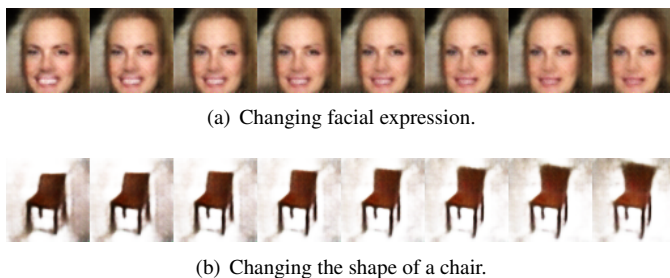 (a) Changing facial expression.
(b) Changing the shape of a chair.